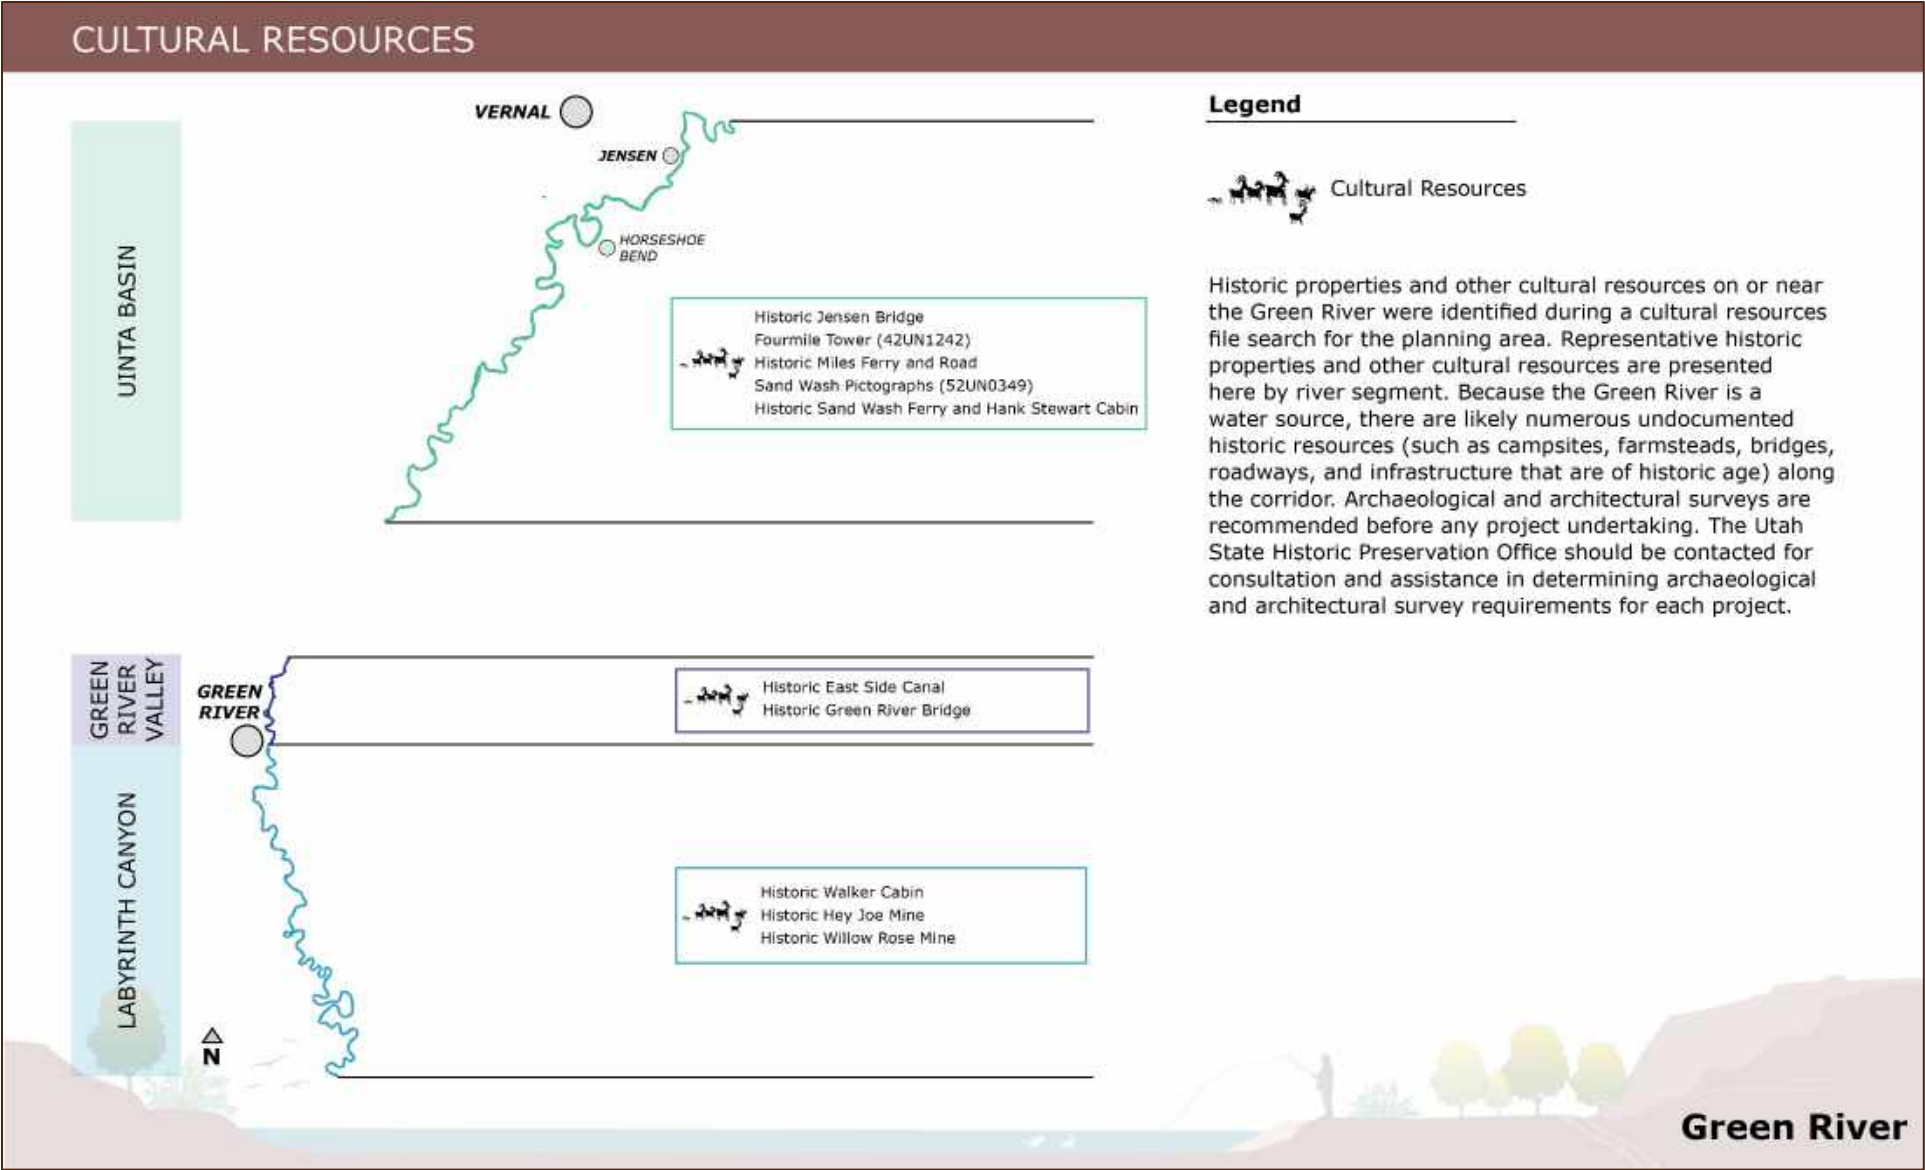 CULTURAL RESOURCES
VERNAL
JENSEN
HORSESHOE
BEND
UINTA BASIN
Historic Jensen Bridge
Fourmile Tower (42UN1242)
Historic Miles Ferry and Road
Sand Wash Pictographs (52UN0349)
Historic Sand Wash Ferry and Hank Stewart Cabin
GREEN
RIVER
VALLEY
GREEN
RIVER
Historic East Side Canal
Historic Green River Bridge
LABYRINTH CANYON
Historic Walker Cabin
Historic Hey Joe Mine
Historic Willow Rose Mine
N
Legend
Cultural Resources
Historic properties and other cultural resources on or near
the Green River were identified during a cultural resources
file search for the planning area. Representative historic
properties and other cultural resources are presented
here by river segment. Because the Green River is a
water source, there are likely numerous undocumented
historic resources (such as campsites, farmsteads, bridges,
roadways, and infrastructure that are of historic age) along
the corridor. Archaeological and architectural surveys are
recommended before any project undertaking. The Utah
State Historic Preservation Office should be contacted for
consultation and assistance in determining archaeological
and architectural survey requirements for each project.
Green River